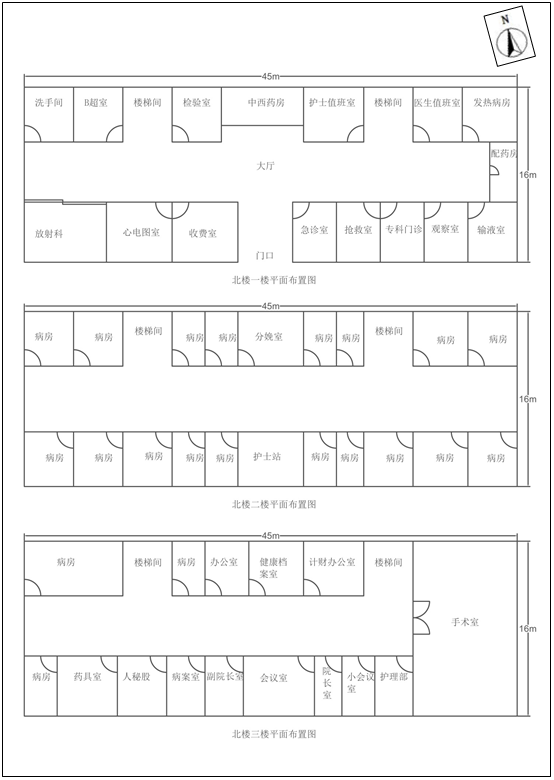 N
45m
洗手间 B超室 楼梯间 检验室 中西药房 护士值班室 楼梯间 医生值班室 发热病房
配药房
大厅
16m
放射科 心电图室 收费室 急诊室 抢救室 专科门诊 观察室 输液室
门口
北楼一楼平面布置图
45m
病房 病房 楼梯间 病房 病房 分娩室 病房 病房 楼梯间 病房 病房
16m
病房 病房 病房 病房 病房 护士站 病房 病房 病房 病房 病房
北楼二楼平面布置图
45m
病房 楼梯间 病房 办公室 健康档 计财办公室 楼梯间
案室
手术室
16m
病房 药具室 人秘股 病案室 副院长室 会议室 院 小会议 护理部
长 室
室
北楼三楼平面布置图